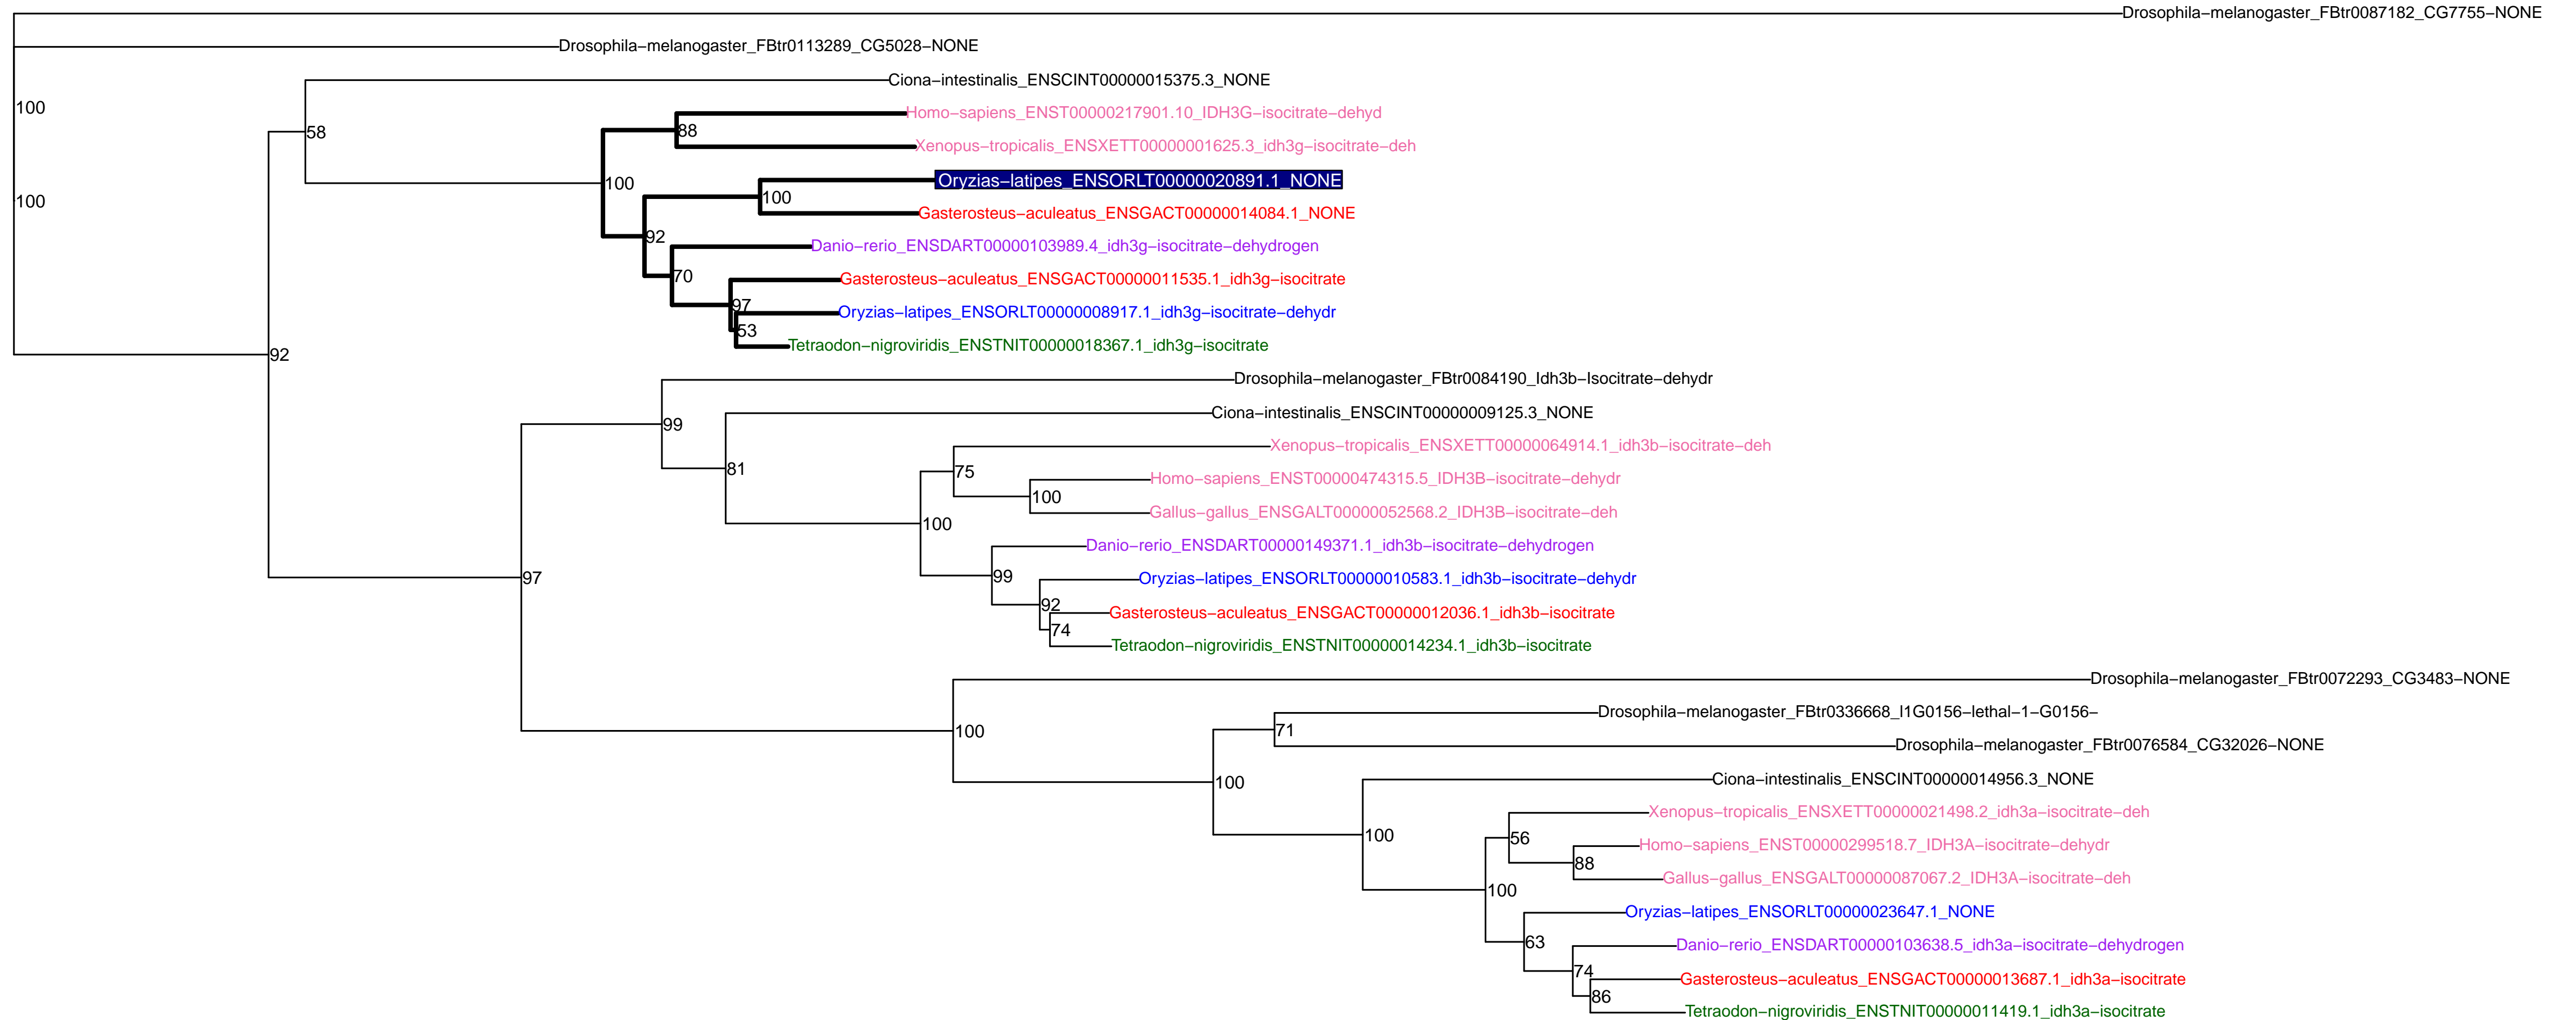 Drosophila−melanogaster_FBtr0087182_CG7755−NONE
Drosophila−melanogaster_FBtr0113289_CG5028−NONE
Ciona−intestinalis_ENSCINT00000015375.3_NONE
100
Homo−sapiens_ENST00000217901.10_IDH3G−isocitrate−dehyd
58
88
Xenopus−tropicalis_ENSXETT00000001625.3_idh3g−isocitrate−deh
Oryzias−latipes_ENSORLT00000020891.1_NONE
100
100
100
Gasterosteus−aculeatus_ENSGACT00000014084.1_NONE
92
Danio−rerio_ENSDART00000103989.4_idh3g−isocitrate−dehydrogen
70
Gasterosteus−aculeatus_ENSGACT00000011535.1_idh3g−isocitrate
97
Oryzias−latipes_ENSORLT00000008917.1_idh3g−isocitrate−dehydr
53
Tetraodon−nigroviridis_ENSTNIT00000018367.1_idh3g−isocitrate
92
Drosophila−melanogaster_FBtr0084190_Idh3b−Isocitrate−dehydr
Ciona−intestinalis_ENSCINT00000009125.3_NONE
99
Xenopus−tropicalis_ENSXETT00000064914.1_idh3b−isocitrate−deh
81
75
Homo−sapiens_ENST00000474315.5_IDH3B−isocitrate−dehydr
100
Gallus−gallus_ENSGALT00000052568.2_IDH3B−isocitrate−deh
100
Danio−rerio_ENSDART00000149371.1_idh3b−isocitrate−dehydrogen
97
99
Oryzias−latipes_ENSORLT00000010583.1_idh3b−isocitrate−dehydr
92
Gasterosteus−aculeatus_ENSGACT00000012036.1_idh3b−isocitrate
74
Tetraodon−nigroviridis_ENSTNIT00000014234.1_idh3b−isocitrate
Drosophila−melanogaster_FBtr0072293_CG3483−NONE
Drosophila−melanogaster_FBtr0336668_l1G0156−lethal−1−G0156−
100
71
Drosophila−melanogaster_FBtr0076584_CG32026−NONE
100
Ciona−intestinalis_ENSCINT00000014956.3_NONE
Xenopus−tropicalis_ENSXETT00000021498.2_idh3a−isocitrate−deh
100
56
Homo−sapiens_ENST00000299518.7_IDH3A−isocitrate−dehydr
88
Gallus−gallus_ENSGALT00000087067.2_IDH3A−isocitrate−deh
100
Oryzias−latipes_ENSORLT00000023647.1_NONE
63
Danio−rerio_ENSDART00000103638.5_idh3a−isocitrate−dehydrogen
74
Gasterosteus−aculeatus_ENSGACT00000013687.1_idh3a−isocitrate
86
Tetraodon−nigroviridis_ENSTNIT00000011419.1_idh3a−isocitrate